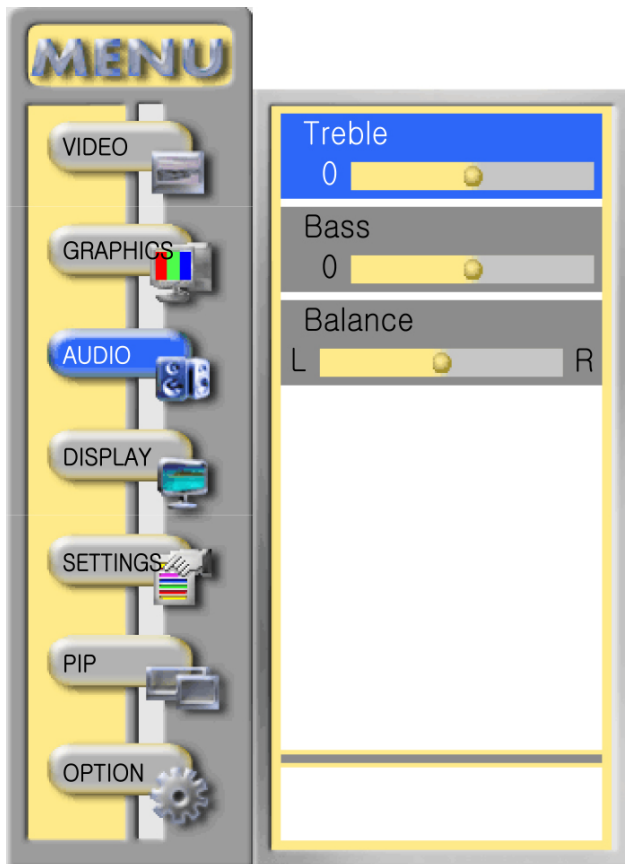 MENU
VIDEO
GRAPHICS
AUDIO
DISPLAY
SETTINGS
PIP
OPTION
Treble
0
Bass
0
Balance
L R